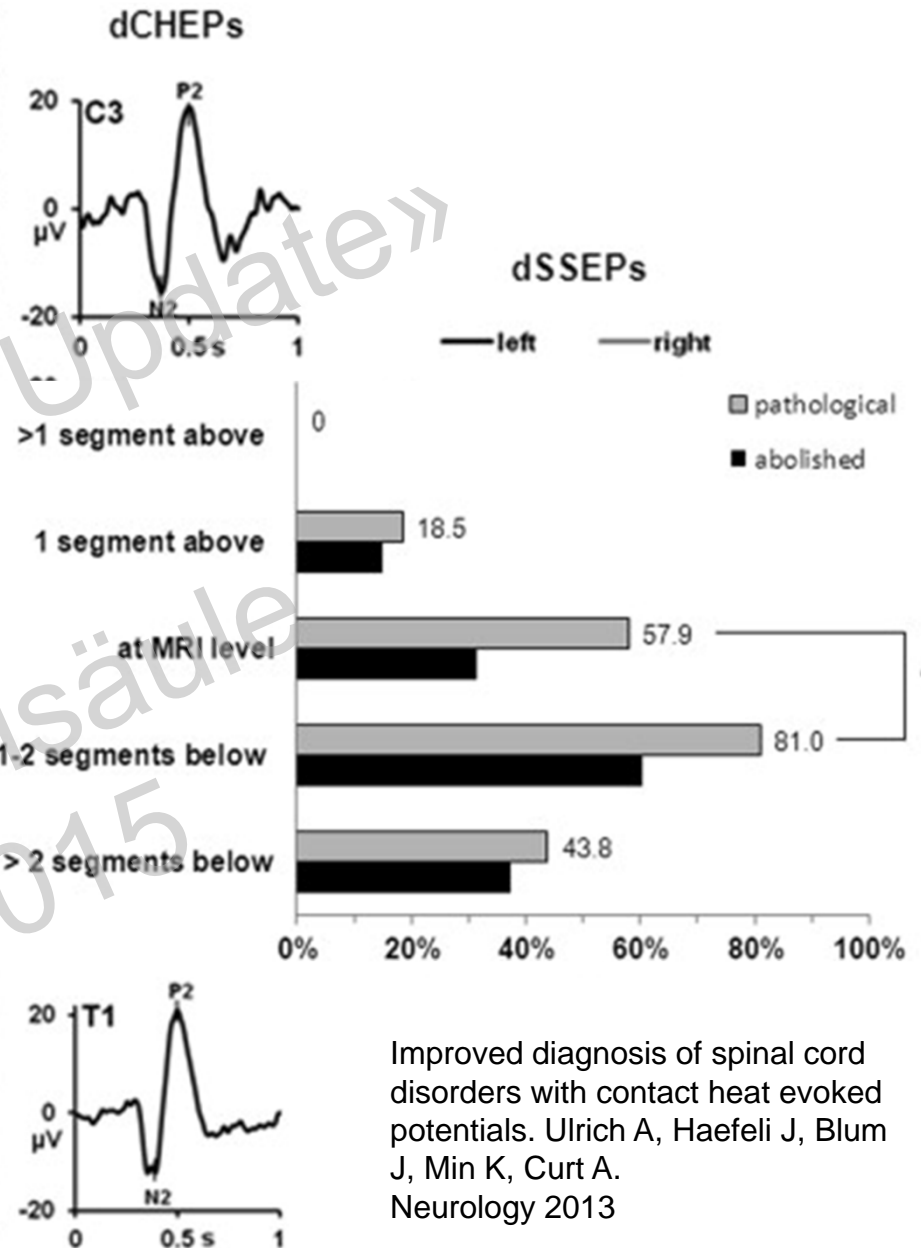 dCHEPs
20
C3
P2
0
µV
N2
-20
0
0.5 s
1
Update»
dSSEPs
left
right
pathological
abolished
>1 segment above
0
1 segment above
18.5
at MRI level
57.9
1-2 segments below
81.0
> 2 segments below
43.8
0%
20%
40%
60%
80%
100%
20
T1
P2
0
µV
N2
-20
0
0.5 s
1
Improved diagnosis of spinal cord
disorders with contact heat evoked
potentials. Ulrich A, Haefeli J, Blum
J, Min K, Curt A.
Neurology 2013